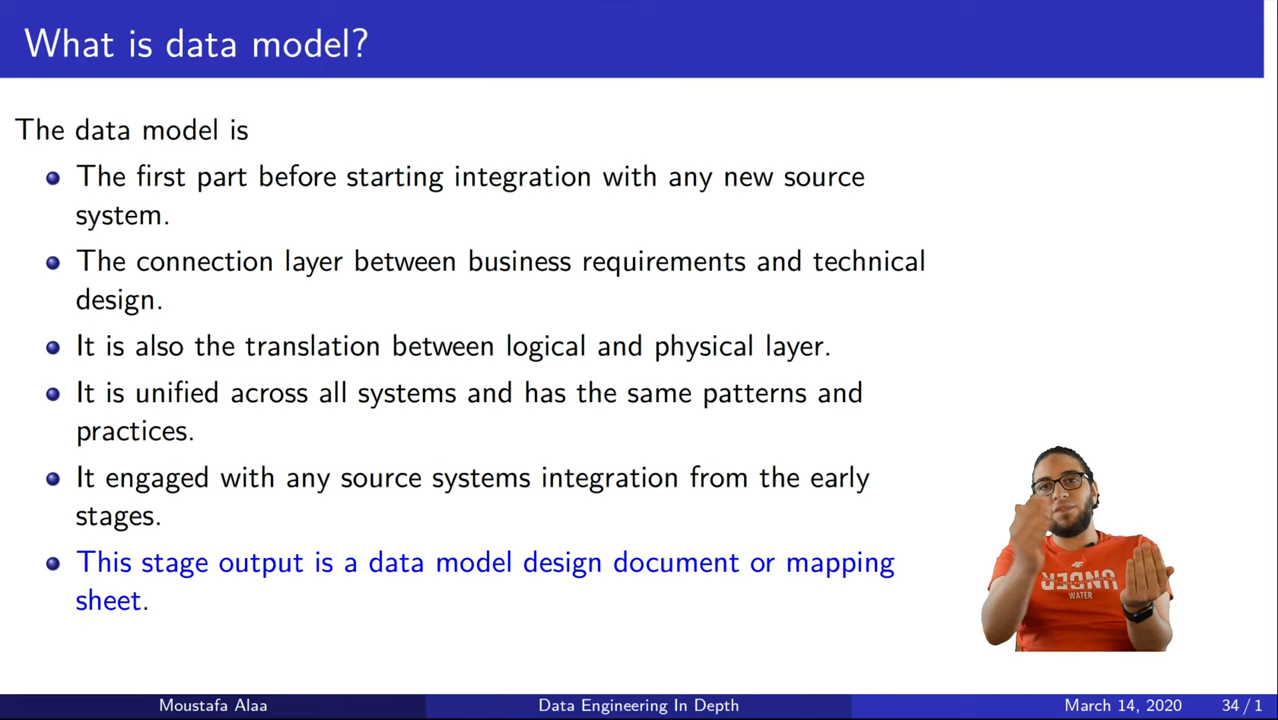 What is data model?
The data model is
The first part before starting integration with any new source
system.
The connection layer between business requirements and technical
design.
It is also the translation between logical and physical layer.
It is unified across all systems and has the same patterns and
practices.
It engaged with any source systems integration from the early
stages.
This stage output is a data model design document or mapping
sheet.
4F
UNDER
WATER
Moustafa Alaa
Data Engineering In Depth
March 14, 2020
34 / 1